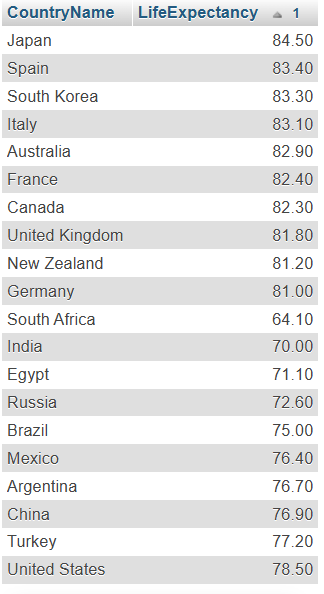 CountryName LifeExpectancy 1
Japan 84.50
Spain 83.40
South Korea 83.30
Italy 83.10
Australia 82.90
France 82.40
Canada 82.30
United Kingdom 81.80
New Zealand 81.20
Germany 81.00
South Africa 64.10
India 70.00
Egypt 71.10
Russia 72.60
Brazil 75.00
Mexico 76.40
Argentina 76.70
China 76.90
Turkey 77.20
United States 78.50